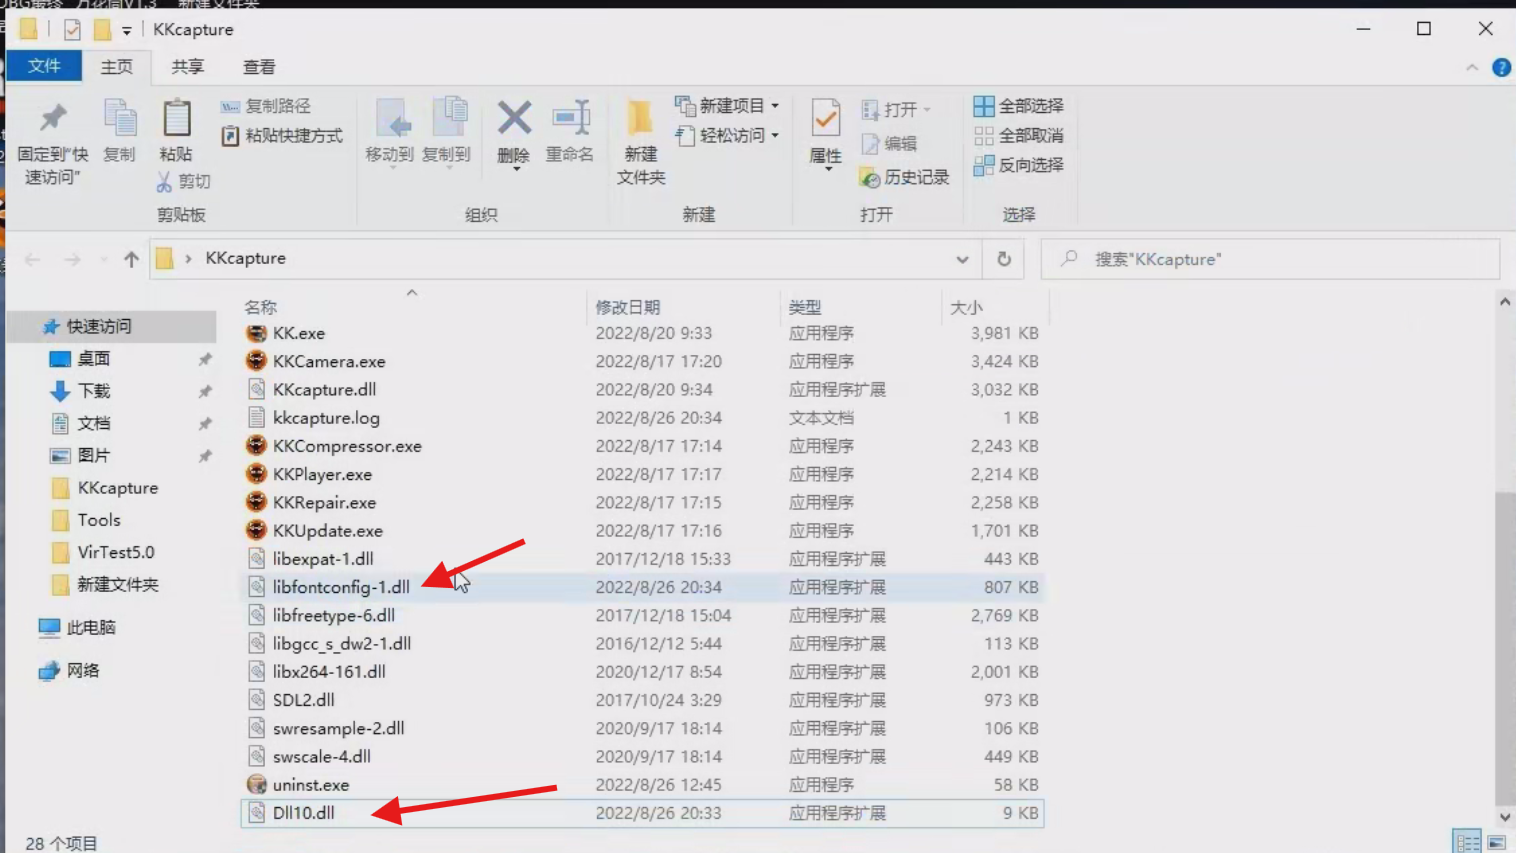 万花筒V1.3 新建文件夹
KKcapture
文件 主页 共享 查看
固定到"快速访问"
复制
粘贴
复制路径
粘贴快捷方式
剪切
剪贴板
移动到
复制到
删除
重命名
组织
新建文件夹
新建项目
轻松访问
新建
属性
打开
编辑
历史记录
打开
全部选择
全部取消
反向选择
选择
KKcapture
搜索"KKcapture"
快速访问
桌面
下载
文档
图片
KKcapture
Tools
VirTest5.0
新建文件夹
此电脑
网络
名称 修改日期 类型 大小
KK.exe 2022/8/20 9:33 应用程序 3,981 KB
KKCamera.exe 2022/8/17 17:20 应用程序 3,424 KB
KKcapture.dll 2022/8/20 9:34 应用程序扩展 3,032 KB
kkcapture.log 2022/8/26 20:34 文本文档 1 KB
KKCompressor.exe 2022/8/17 17:14 应用程序 2,243 KB
KKPlayer.exe 2022/8/17 17:17 应用程序 2,214 KB
KKRepair.exe 2022/8/17 17:15 应用程序 2,258 KB
KKUpdate.exe 2022/8/17 17:16 应用程序 1,701 KB
libexpat-1.dll 2017/12/18 15:33 应用程序扩展 443 KB
libfontconfig-1.dll 2022/8/26 20:34 应用程序扩展 807 KB
libfreetype-6.dll 2017/12/18 15:04 应用程序扩展 2,769 KB
libgcc_s_dw2-1.dll 2016/12/12 5:44 应用程序扩展 113 KB
libx264-161.dll 2020/12/17 8:54 应用程序扩展 2,001 KB
SDL2.dll 2017/10/24 3:29 应用程序扩展 973 KB
swresample-2.dll 2020/9/17 18:14 应用程序扩展 106 KB
swscale-4.dll 2020/9/17 18:14 应用程序扩展 449 KB
uninst.exe 2022/8/26 12:45 应用程序 58 KB
Dll10.dll 2022/8/26 20:33 应用程序扩展 9 KB
28 个项目